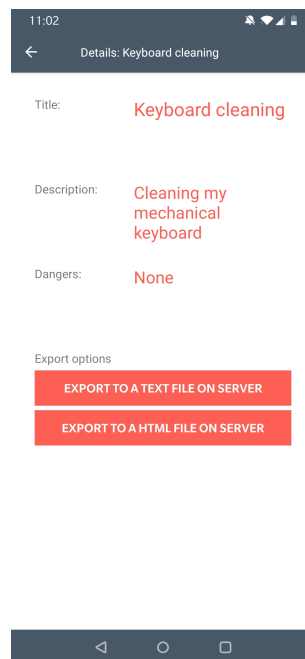 11:02
Details: Keyboard cleaning
Title:
Keyboard cleaning
Description:
Cleaning my
mechanical
keyboard
Dangers:
None
Export options
EXPORT TO A TEXT FILE ON SERVER
EXPORT TO A HTML FILE ON SERVER